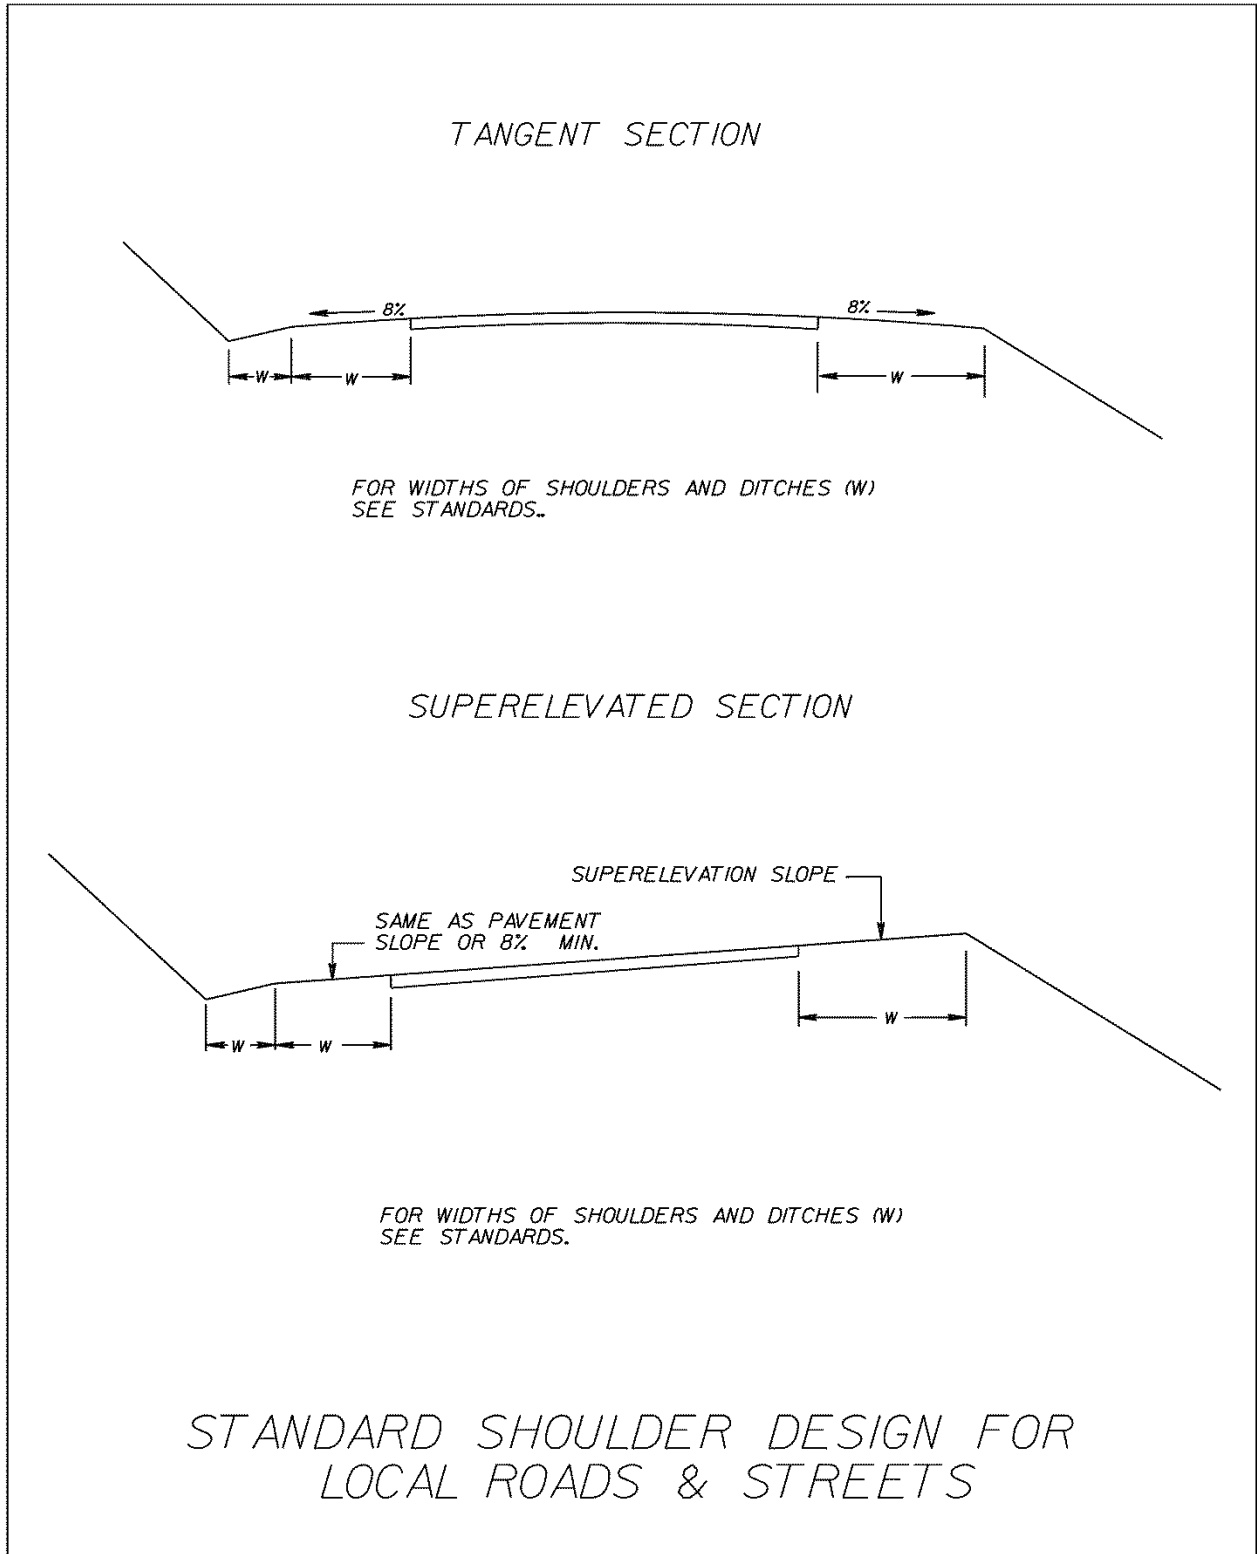 TANGENT SECTION
8%
8%
W
W
W
FOR WIDTHS OF SHOULDERS AND DITCHES (W)
SEE STANDARDS..
SUPERELEVATED SECTION
SUPERELEVATION SLOPE
SAME AS PAVEMENT
SLOPE OR 8% MIN.
W
W
W
FOR WIDTHS OF SHOULDERS AND DITCHES (W)
SEE STANDARDS.
STANDARD SHOULDER DESIGN FOR
LOCAL ROADS & STREETS